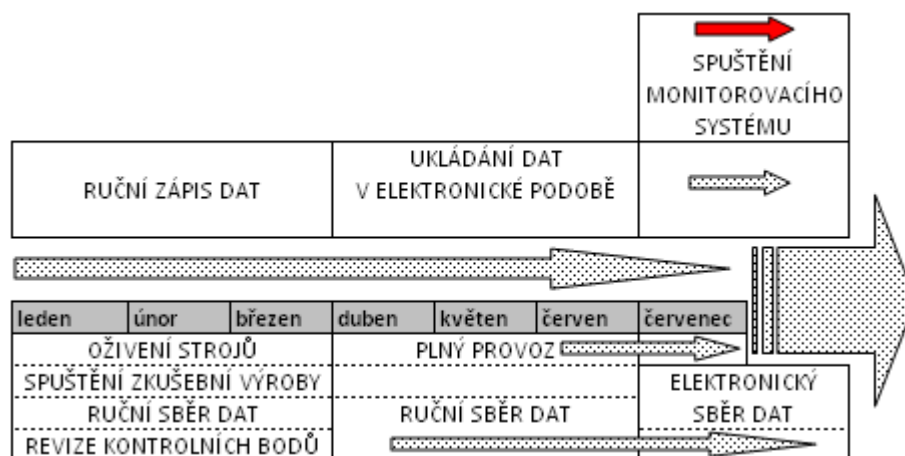 SPUŠTĚNÍ
MONITOROVACÍHO
SYSTÉMU
RUČNÍ ZÁPIS DAT
UKLÁDÁNÍ DAT
V ELEKTRONICKÉ PODOBĚ
leden únor březen duben květen červen červenec
OŽIVENÍ STROJŮ PLNÝ PROVOZ
SPUŠTĚNÍ ZKUŠEBNÍ VÝROBY ELEKTRONICKÝ
RUČNÍ SBĚR DAT RUČNÍ SBĚR DAT SBĚR DAT
REVIZE KONTROLNÍCH BODŮ